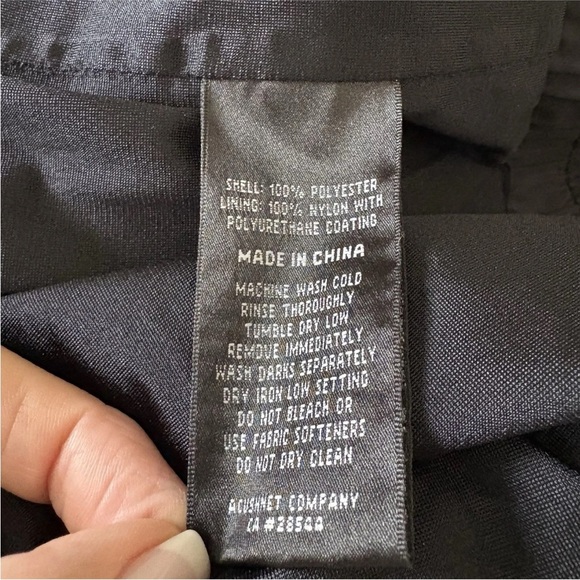 SHELL: 100% POLYESTER
LINING: 100% NYLON WITH
POLYURETHANE COATING
MADE IN CHINA
MACHINE WASH COLD
RINSE THOROUGHLY
TUMBLE DRY LOW
REMOVE IMMEDIATELY
WASH DARKS SEPARATELY
DRY IRON LOW SETTING
DO NOT BLEACH OR
USE FABRIC SOFTENERS
DO NOT DRY CLEAN
ACUSHNET COMPANY
CA #28544